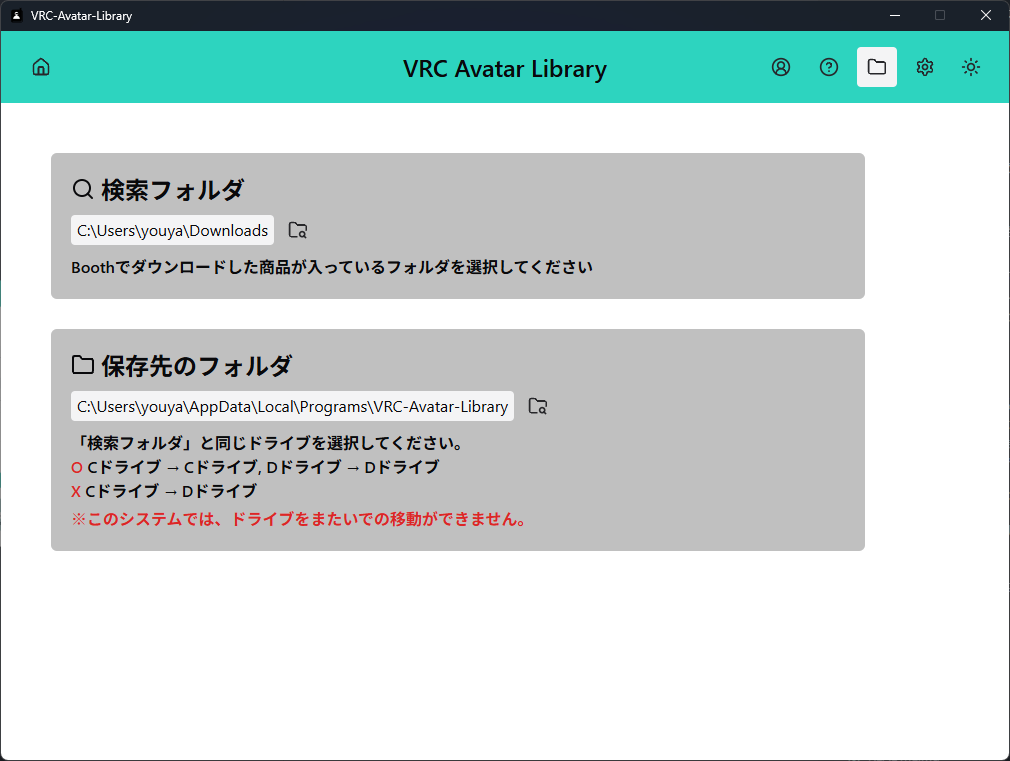 VRC-Avatar-Library
VRC Avatar Library
検索フォルダ
C:\Users\youya\Downloads
Boothでダウンロードした商品が入っているフォルダを選択してください
保存先のフォルダ
C:\Users\youya\AppData\Local\Programs\VRC-Avatar-Library
「検索フォルダ」と同じドライブを選択してください。
O Cドライブ → Cドライブ, Dドライブ → Dドライブ
X Cドライブ → Dドライブ
※このシステムでは、ドライブをまたいでの移動ができません。